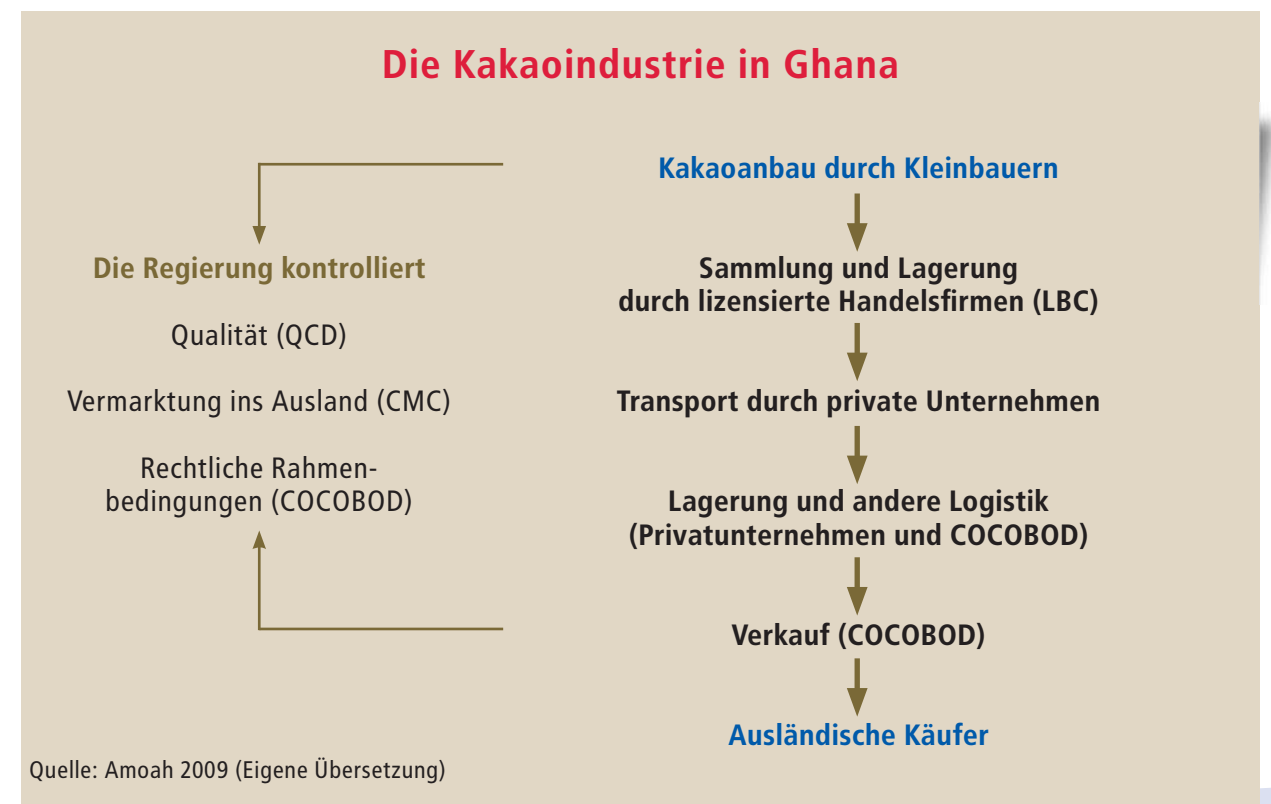 Die Kakaoindustrie in Ghana
Kakaoanbau durch Kleinbauern
Die Regierung kontrolliert
Qualität (QCD)
Vermarktung ins Ausland (CMC)
Rechtliche Rahmen-
bedingungen (COCOBOD)
Sammlung und Lagerung
durch lizensierte Handelsfirmen (LBC)
Transport durch private Unternehmen
Lagerung und andere Logistik
(Privatunternehmen und COCOBOD)
Verkauf (COCOBOD)
Ausländische Käufer
Quelle: Amoah 2009 (Eigene Übersetzung)